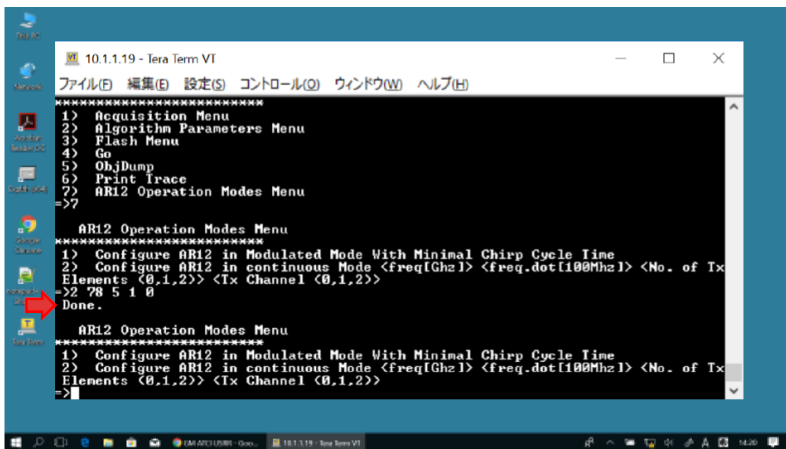 10.1.1.19 - Tera Term VT
ファイル(F) 編集(E) 設定(S) コントロール(O) ウィンドウ(W) ヘルプ(H)
**************************
1) Acquisition Menu
2) Algorithm Parameters Menu
3) Flash Menu
4) Go
5) ObjDump
6) Print Trace
7) AR12 Operation Modes Menu
=>7
AR12 Operation Modes Menu
**************************
1) Configure AR12 in Modulated Mode With Minimal Chirp Cycle Time
2) Configure AR12 in continuous Mode <freq[Ghz]> <freq.dot[100Mhz]> <No. of Tx
Elements <0,1,2>> <Tx Channel <0,1,2>>
=>2 78 5 1 0
Done.
AR12 Operation Modes Menu
**************************
1) Configure AR12 in Modulated Mode With Minimal Chirp Cycle Time
2) Configure AR12 in continuous Mode <freq[Ghz]> <freq.dot[100Mhz]> <No. of Tx
Elements <0,1,2>> <Tx Channel <0,1,2>>
=>
10.1.1.19 - Tera Term VT
A
14:20